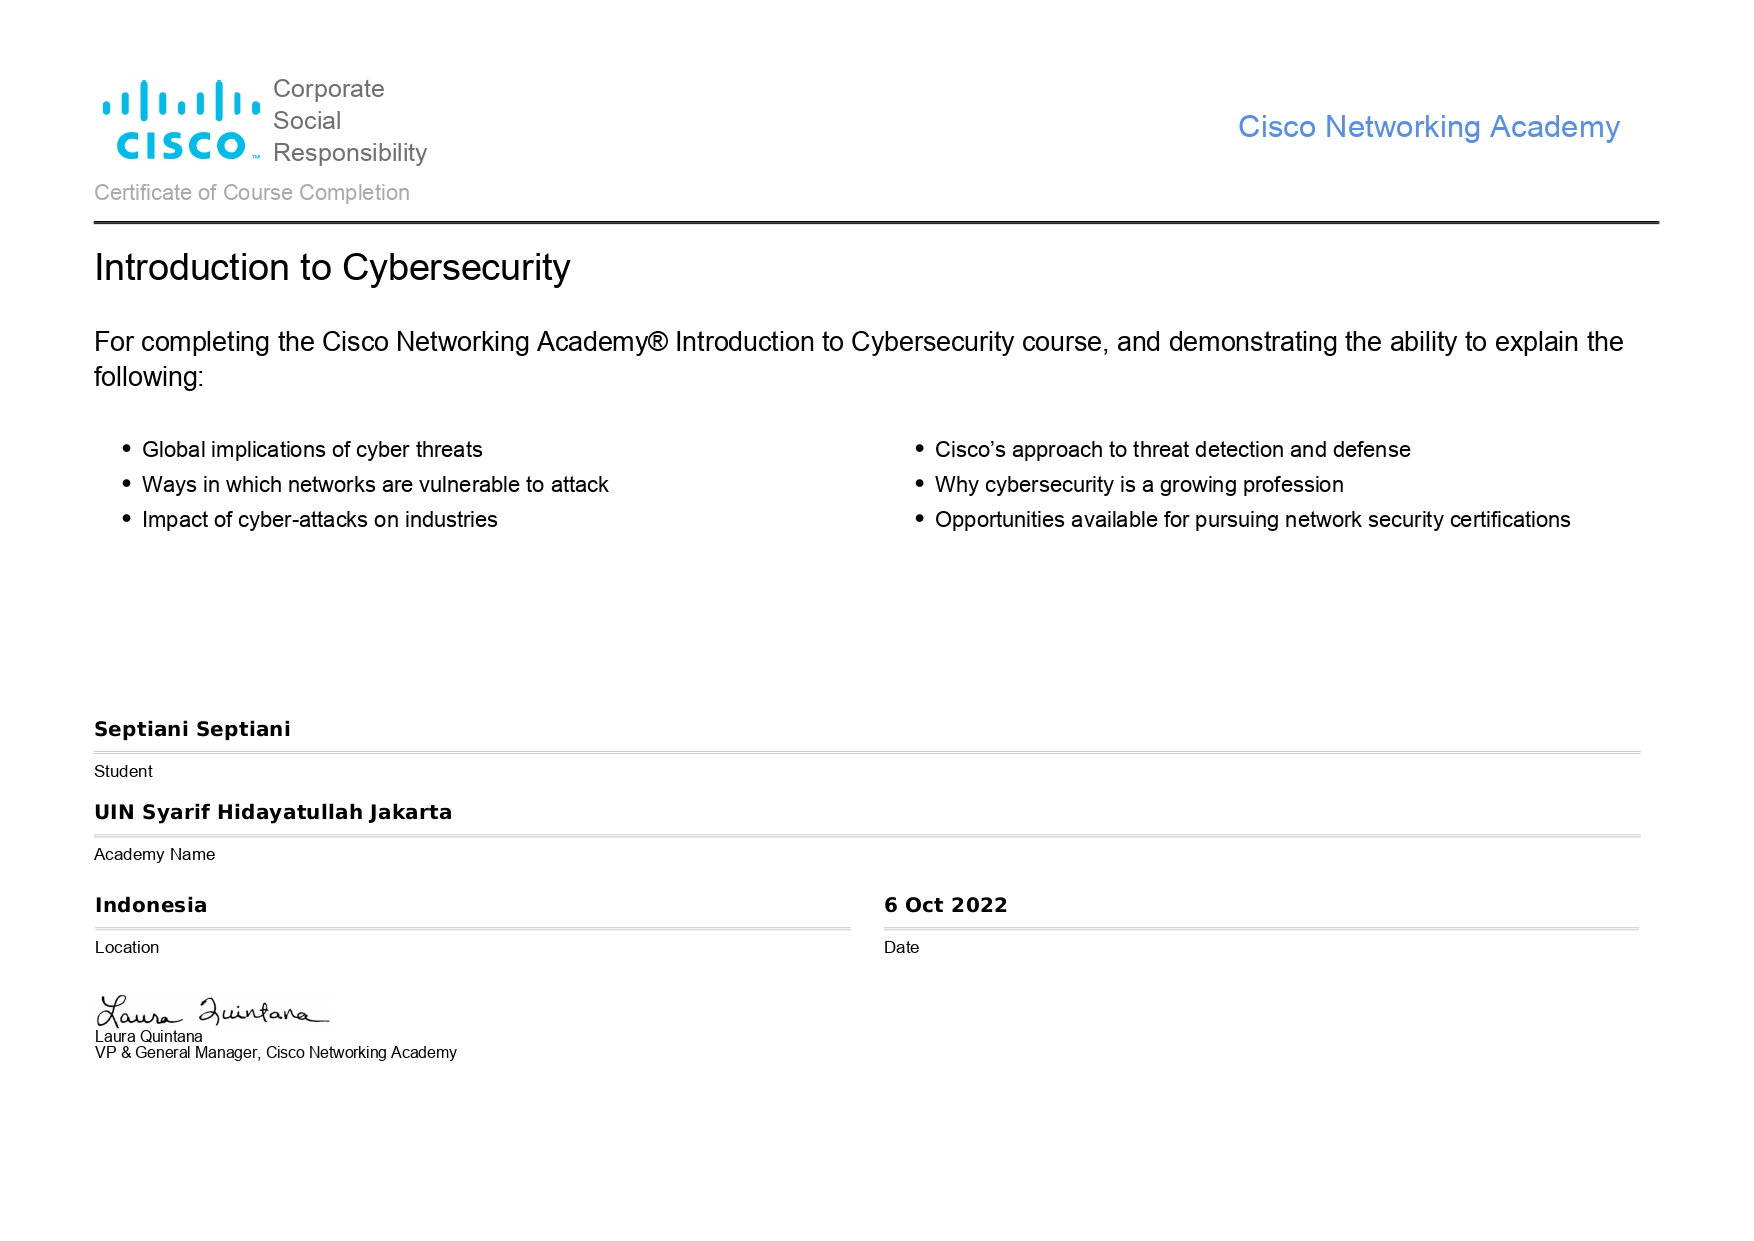 CISCO™
Corporate
Social
Responsibility
Cisco Networking Academy
Certificate of Course Completion
Introduction to Cybersecurity
For completing the Cisco Networking Academy® Introduction to Cybersecurity course, and demonstrating the ability to explain the
following:
• Global implications of cyber threats
• Ways in which networks are vulnerable to attack
• Impact of cyber-attacks on industries
• Cisco’s approach to threat detection and defense
• Why cybersecurity is a growing profession
• Opportunities available for pursuing network security certifications
Septiani Septiani
Student
UIN Syarif Hidayatullah Jakarta
Academy Name
Indonesia
Location
6 Oct 2022
Date
Laura Quintana
Laura Quintana
VP & General Manager, Cisco Networking Academy